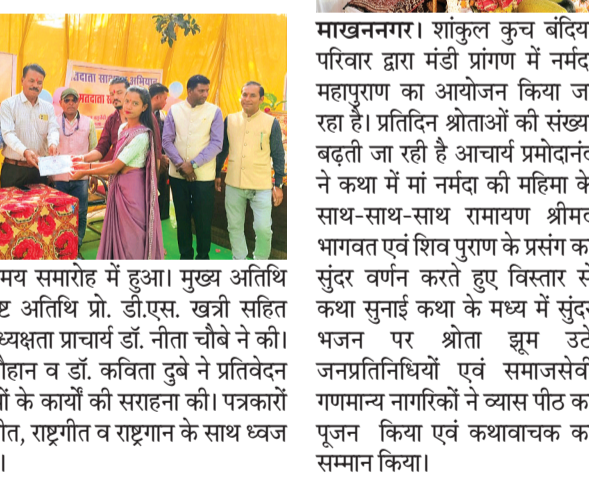 मतदाता
मय समारोह में हुआ। मुख्य अतिथि
ष्ट अतिथि प्रो. डी.एस. खत्री सहित
ध्यक्षता प्राचार्य डॉ. नीता चौबे ने की।
ौहान व डॉ. कविता दुबे ने प्रतिवेदन
ों के कार्यों की सराहना की। पत्रकारों
ीत, राष्ट्रगीत व राष्ट्रगान के साथ ध्वज
।
माखननगर। शांकुल कुच बंदिय
परिवार द्वारा मंडी प्रांगण में नर्मद
महापुराण का आयोजन किया ज
रहा है। प्रतिदिन श्रोताओं की संख्य
बढ़ती जा रही है आचार्य प्रमोदानंद
ने कथा में मां नर्मदा की महिमा के
साथ-साथ-साथ रामायण श्रीमद
भागवत एवं शिव पुराण के प्रसंग क
सुंदर वर्णन करते हुए विस्तार से
कथा सुनाई कथा के मध्य में सुंदर
भजन पर श्रोता झूम उठे
जनप्रतिनिधियों एवं समाजसेवी
गणमान्य नागरिकों ने व्यास पीठ क
पूजन किया एवं कथावाचक क
सम्मान किया।